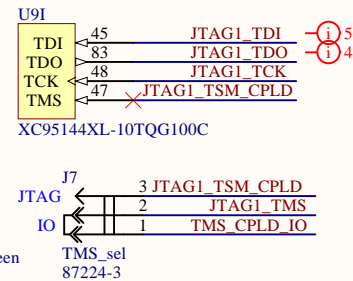 U9I
TDI 45 JTAG1_TDI i 5
TDO 83 JTAG1_TDO i 4
TCK 48 JTAG1_TCK
TMS 47 JTAG1_TSM_CPLD
XC95144XL-10TQG100C
J7
JTAG 3 JTAG1_TSM_CPLD
2 JTAG1_TMS
IO 1 TMS_CPLD_IO
een TMS_sel
87224-3